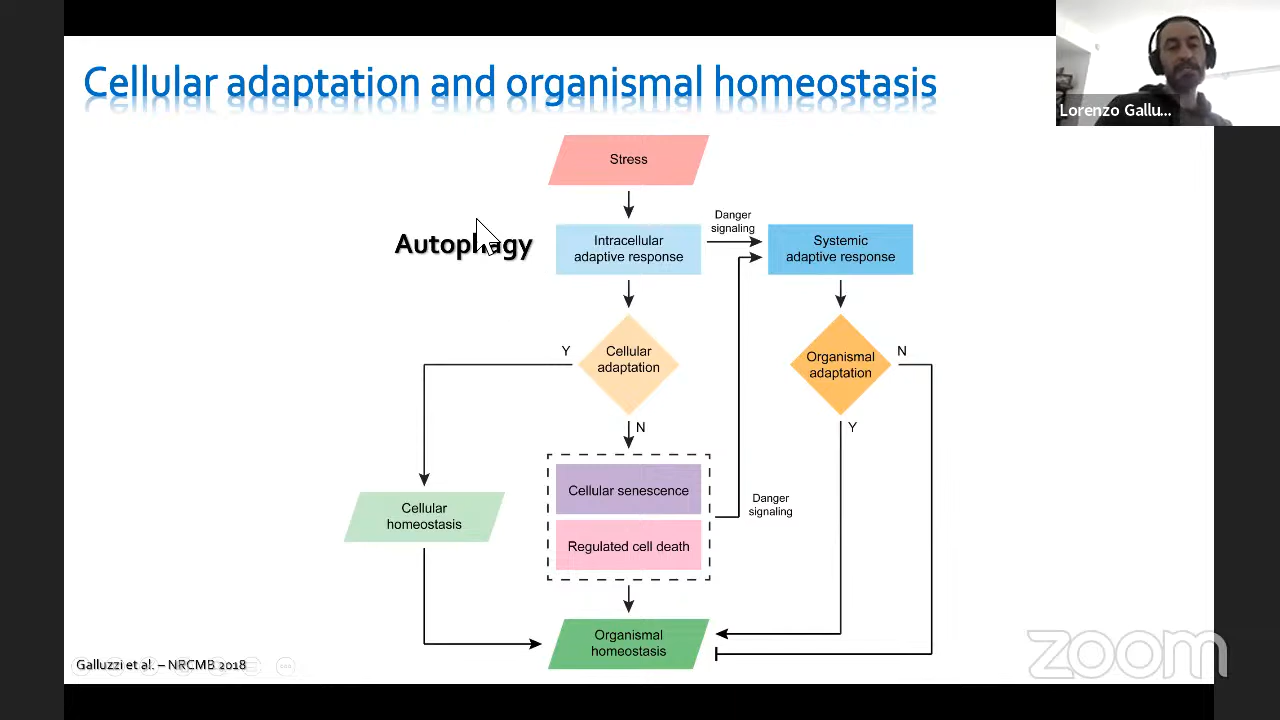 Cellular adaptation and organismal homeostasis
Lorenzo Gallu...
Stress
Danger
signaling
Autophagy
Intracellular
adaptive response
Systemic
adaptive response
Y
Cellular
adaptation
Organismal
adaptation
N
N
Y
Cellular senescence
Danger
signaling
Cellular
homeostasis
Regulated cell death
Organismal
homeostasis
Galluzzi et al. – NRCMB 2018
zoom